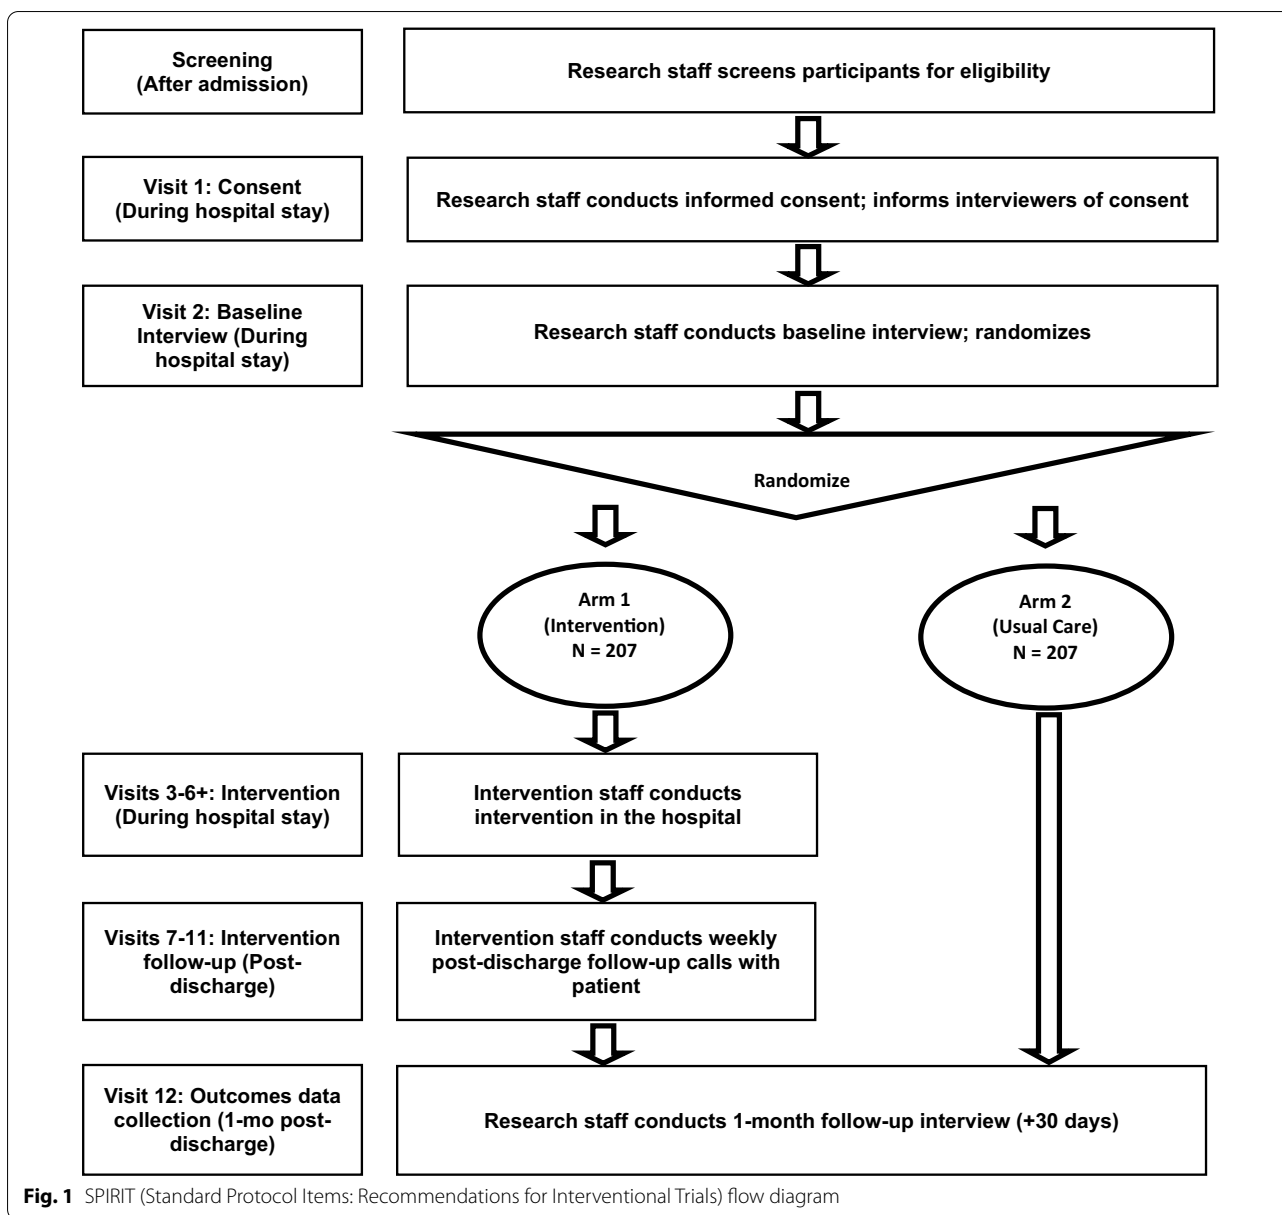 Screening
(After admission)
Research staff screens participants for eligibility
Visit 1: Consent
(During hospital stay)
Research staff conducts informed consent; informs interviewers of consent
Visit 2: Baseline
Interview (During
hospital stay)
Research staff conducts baseline interview; randomizes
Randomize
Arm 1
(Intervention)
N = 207
Arm 2
(Usual Care)
N = 207
Visits 3-6+: Intervention
(During hospital stay)
Intervention staff conducts
intervention in the hospital
Visits 7-11: Intervention
follow-up (Post-
discharge)
Intervention staff conducts weekly
post-discharge follow-up calls with
patient
Visit 12: Outcomes data
collection (1-mo post-
discharge)
Research staff conducts 1-month follow-up interview (+30 days)
Fig. 1 SPIRIT (Standard Protocol Items: Recommendations for Interventional Trials) flow diagram